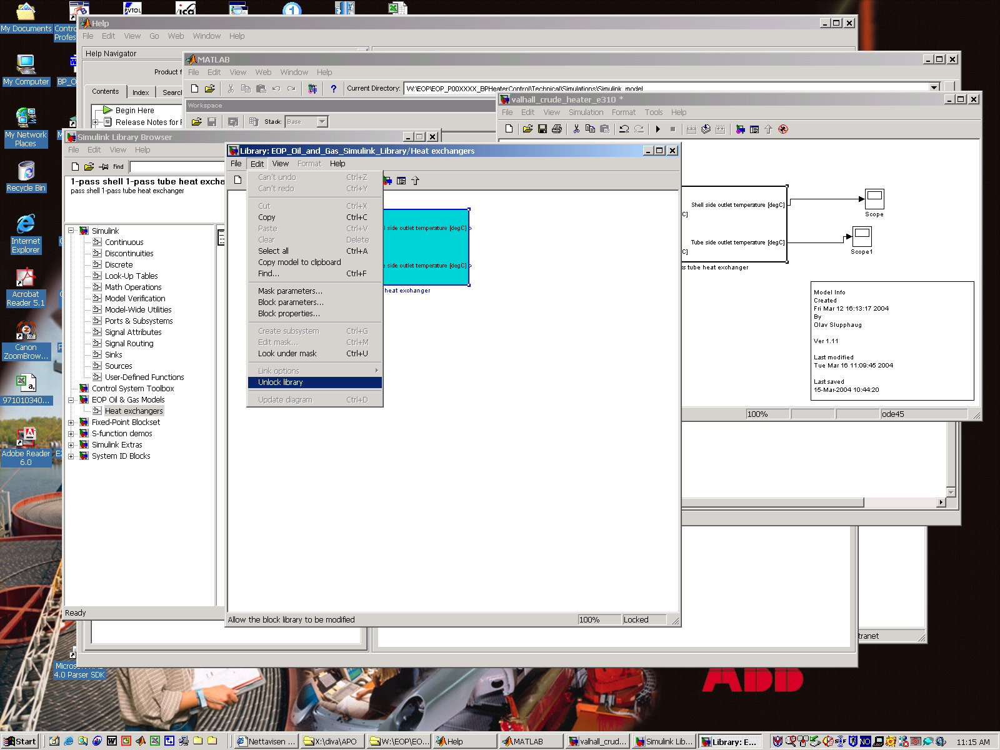 My Documents
Contro
Profes
PVTOL
ica
My Computer
BP_O
My Network
Places
Recycle Bin
Internet
Explorer
Acrobat
Reader 5.1
Canon
ZoomBrow...
971010340...
Adobe Reader
6.0
Micros
4.0 Parser SDK
Help
File Edit View Go Web Window Help
Help Navigator
Product f
Contents Index Searc
Begin Here
Release Notes for F
MATLAB
File Edit View Web Window Help
Current Directory: W:\EOP\EOP_P00XXXX_BPHeaterControl\Technical\Simulations\Simulink_model
Workspace
Stack: Base
valhall_crude_heater_e310 *
File Edit View Simulation Format Tools Help
Shell side outlet temperature [degC]
C]
Scope
Tube side outlet temperature [degC]
C]
Scope1
ss tube heat exchanger
Model Info
Created
Fri Mar 12 16:13:17 2004
By
Olav Slupphaug
Ver 1.11
Last modified
Tue Mar 16 11:09:45 2004
Last saved
15-Mar-2004 10:44:20
100% ode45
Simulink Library Browser
File Edit View Help
Find
1-pass shell 1-pass tube heat excha
pass shell 1-pass tube heat exchanger
Simulink
Continuous
Discontinuities
Discrete
Look-Up Tables
Math Operations
Model Verification
Model-Wide Utilities
Ports & Subsystems
Signal Attributes
Signal Routing
Sinks
Sources
User-Defined Functions
Control System Toolbox
EOP Oil & Gas Models
Heat exchangers
Fixed-Point Blockset
S-function demos
Simulink Extras
System ID Blocks
Ready
Library: EOP_Oil_and_Gas_Simulink_Library/Heat exchangers
File Edit View Format Help
Can't undo Ctrl+Z
Can't redo Ctrl+Y
Cut Ctrl+X
Copy Ctrl+C
Paste Ctrl+V
Clear Delete
Select all Ctrl+A
Copy model to clipboard
Find... Ctrl+F
Mask parameters...
Block parameters...
Block properties...
Create subsystem Ctrl+G
Edit mask... Ctrl+M
Look under mask Ctrl+U
Link options
Unlock library
Update diagram Ctrl+D
l side outlet temperature [degC]
e side outlet temperature [degC]
heat exchanger
Allow the block library to be modified
100% Locked
tranet
ABB
Start
Nettavisen ...
X:\diva\APO
W:\EOP\EO...
Help
MATLAB
valhall_crud...
Simulink Lib...
Library: E...
NO
11:15 AM